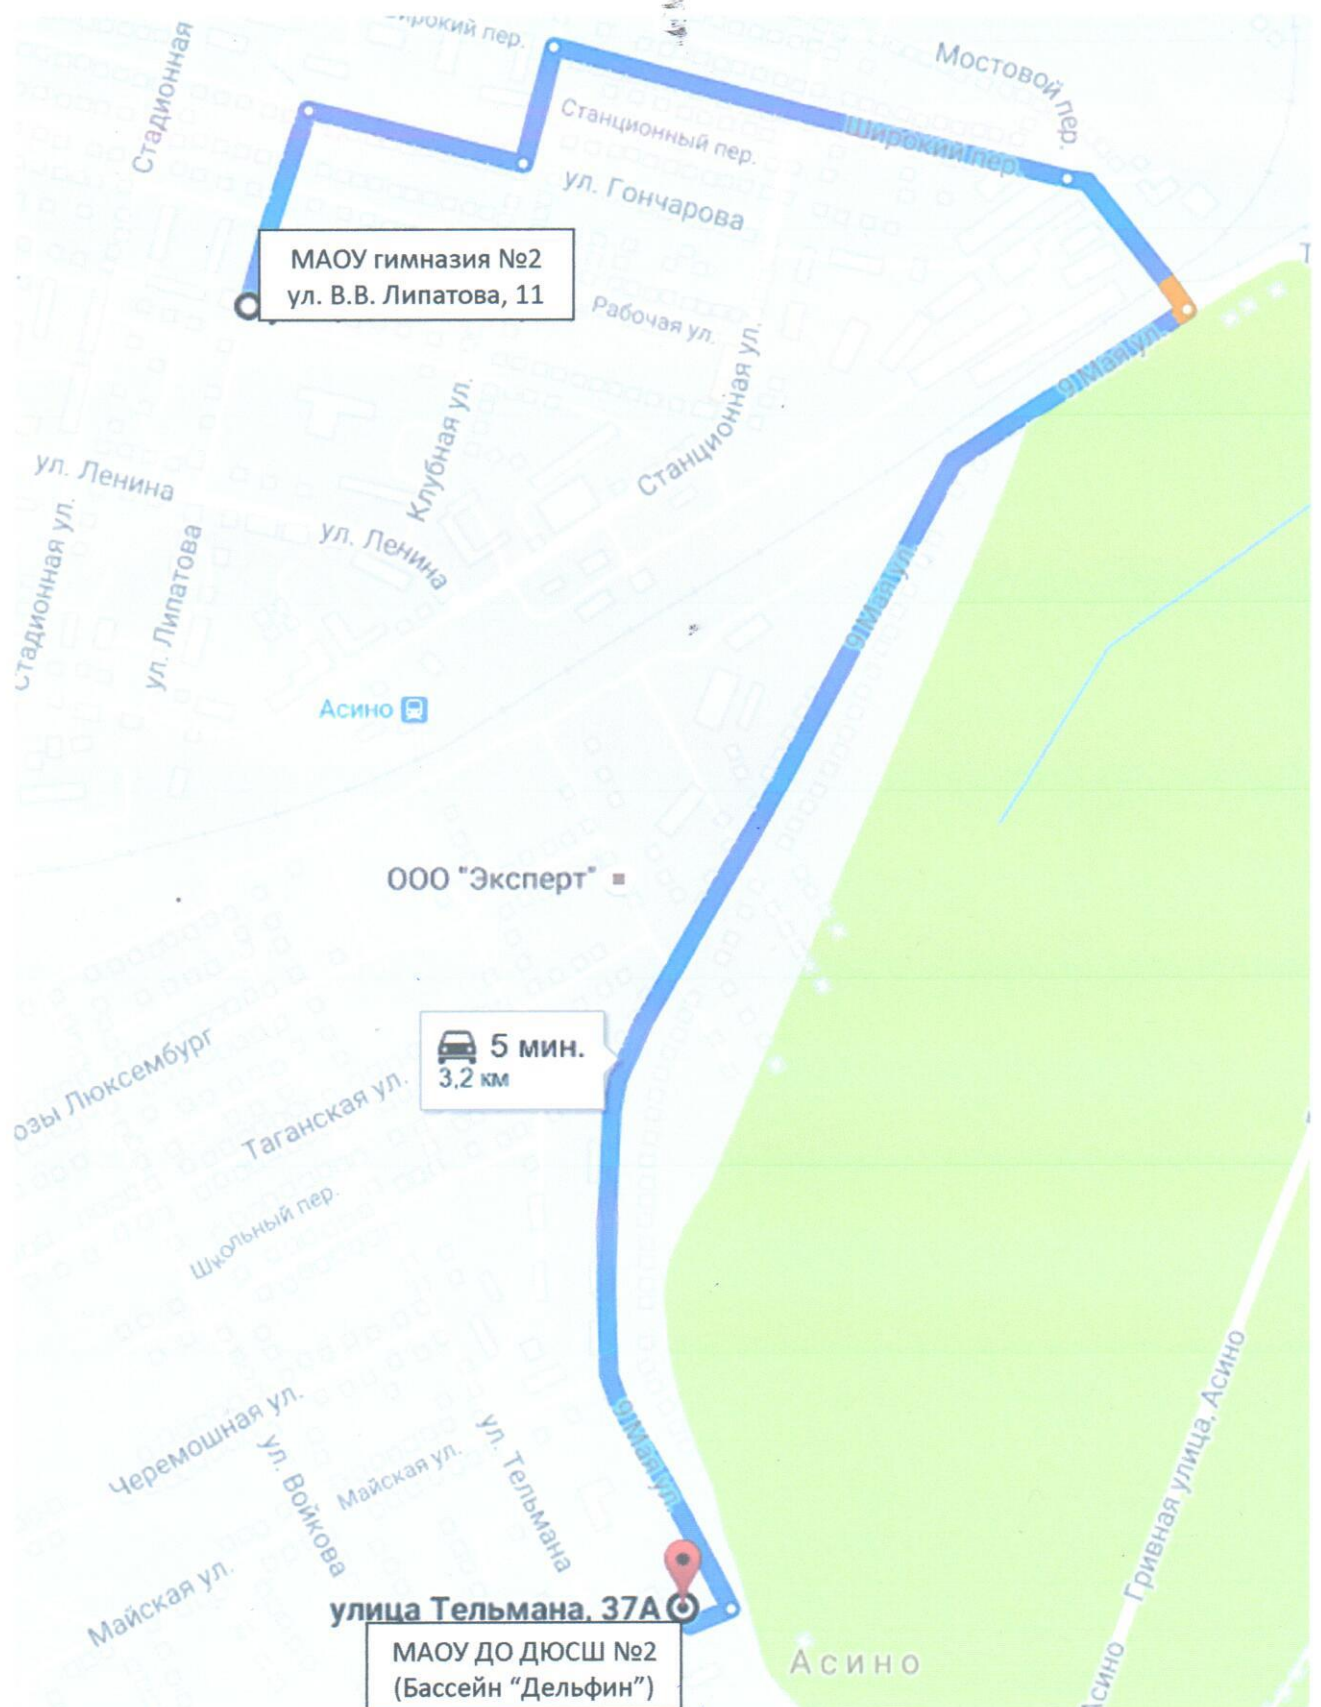 Широкий пер.
Мостовой пер.
Стадионная
Станционный пер.
Широкий пер.
ул. Гончарова
МАОУ гимназия №2
ул. В.В. Липатова, 11
Рабочая ул.
9 Мая ул.
Станционная ул.
Клубная ул.
ул. Ленина
ул. Ленина
Стадионная ул.
ул. Липатова
9 Мая ул.
Асино
ООО "Эксперт"
5 мин.
3,2 км
озы Люксембург
Таганская ул.
Школьный пер.
Черемошная ул.
ул. Войкова
Майская ул.
ул. Тельмана
9 Мая ул.
Гривная улица, Асино
Майская ул.
улица Тельмана, 37А
МАОУ ДО ДЮСШ №2
(Бассейн “Дельфин”)
Асино
Асино